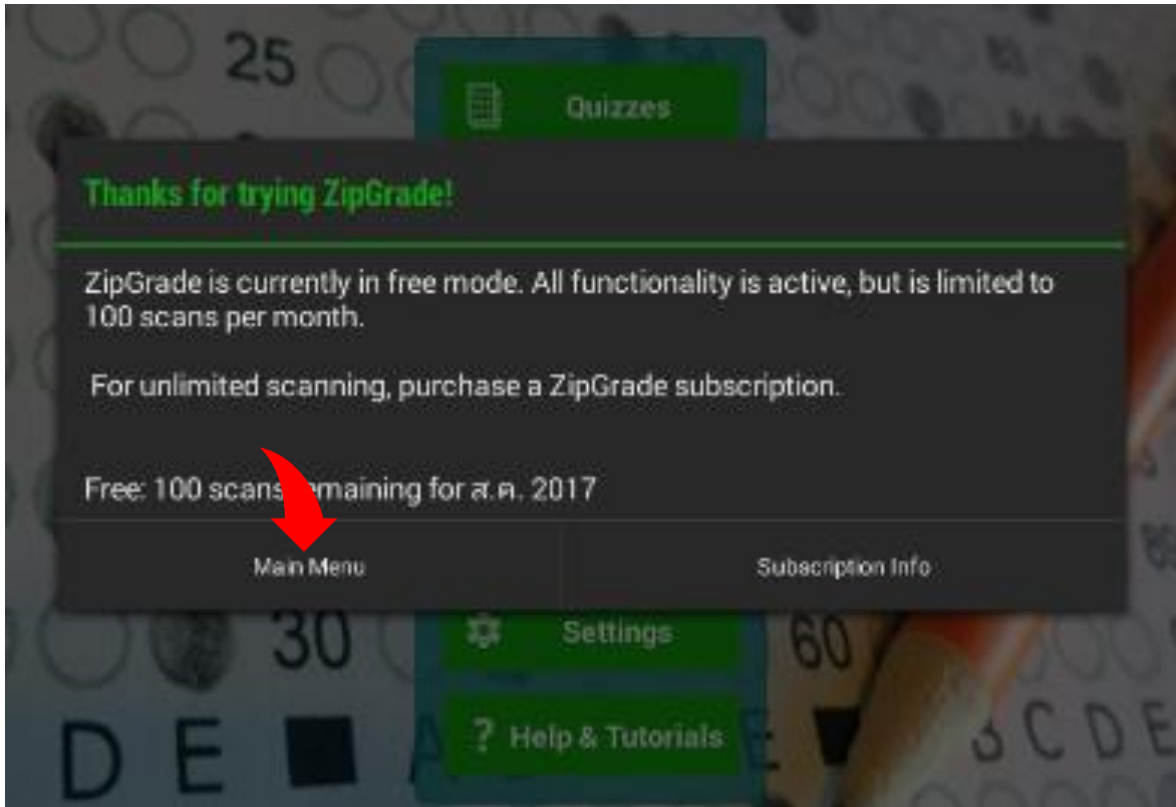 25
Quizzes
Thanks for trying ZipGrade!
ZipGrade is currently in free mode. All functionality is active, but is limited to
100 scans per month.
For unlimited scanning, purchase a ZipGrade subscription.
Free: 100 scans emaining for ส.ค. 2017
Main Menu
Subscription Info
30
Settings
60
? Help & Tutorials
D E
E
B C D E